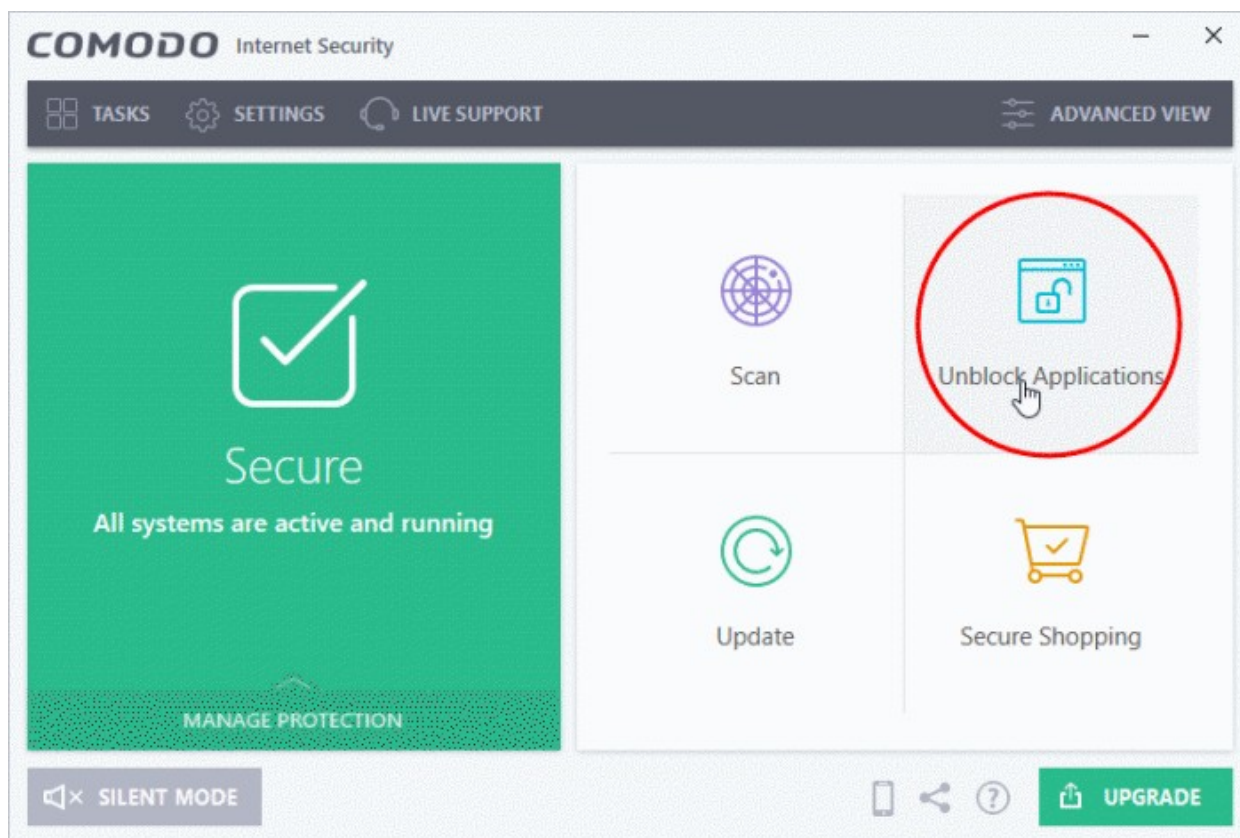 COMODO Internet Security
TASKS SETTINGS LIVE SUPPORT ADVANCED VIEW
Secure
All systems are active and running
MANAGE PROTECTION
Scan
Unblock Applications
Update
Secure Shopping
SILENT MODE
? UPGRADE